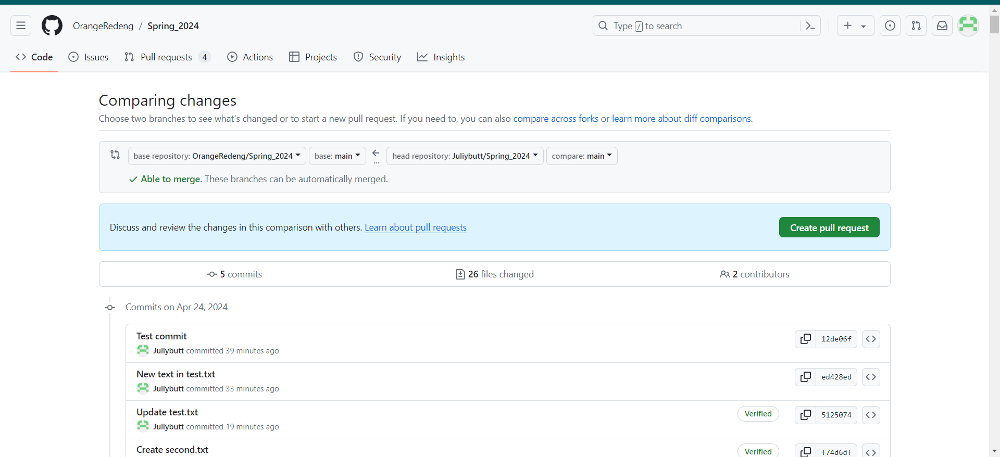 OrangeRedeng / Spring_2024
Type / to search
Code
Issues
Pull requests 4
Actions
Projects
Security
Insights
Comparing changes
Choose two branches to see what’s changed or to start a new pull request. If you need to, you can also compare across forks or learn more about diff comparisons.
base repository: OrangeRedeng/Spring_2024
base: main
...
head repository: Juliybutt/Spring_2024
compare: main
Able to merge. These branches can be automatically merged.
Discuss and review the changes in this comparison with others. Learn about pull requests
Create pull request
5 commits
26 files changed
2 contributors
Commits on Apr 24, 2024
Test commit
12de06f
Juliybutt committed 39 minutes ago
New text in test.txt
ed428ed
Juliybutt committed 33 minutes ago
Update test.txt
Verified
5125074
Juliybutt committed 19 minutes ago
Create second.txt
Verified
f74d6df